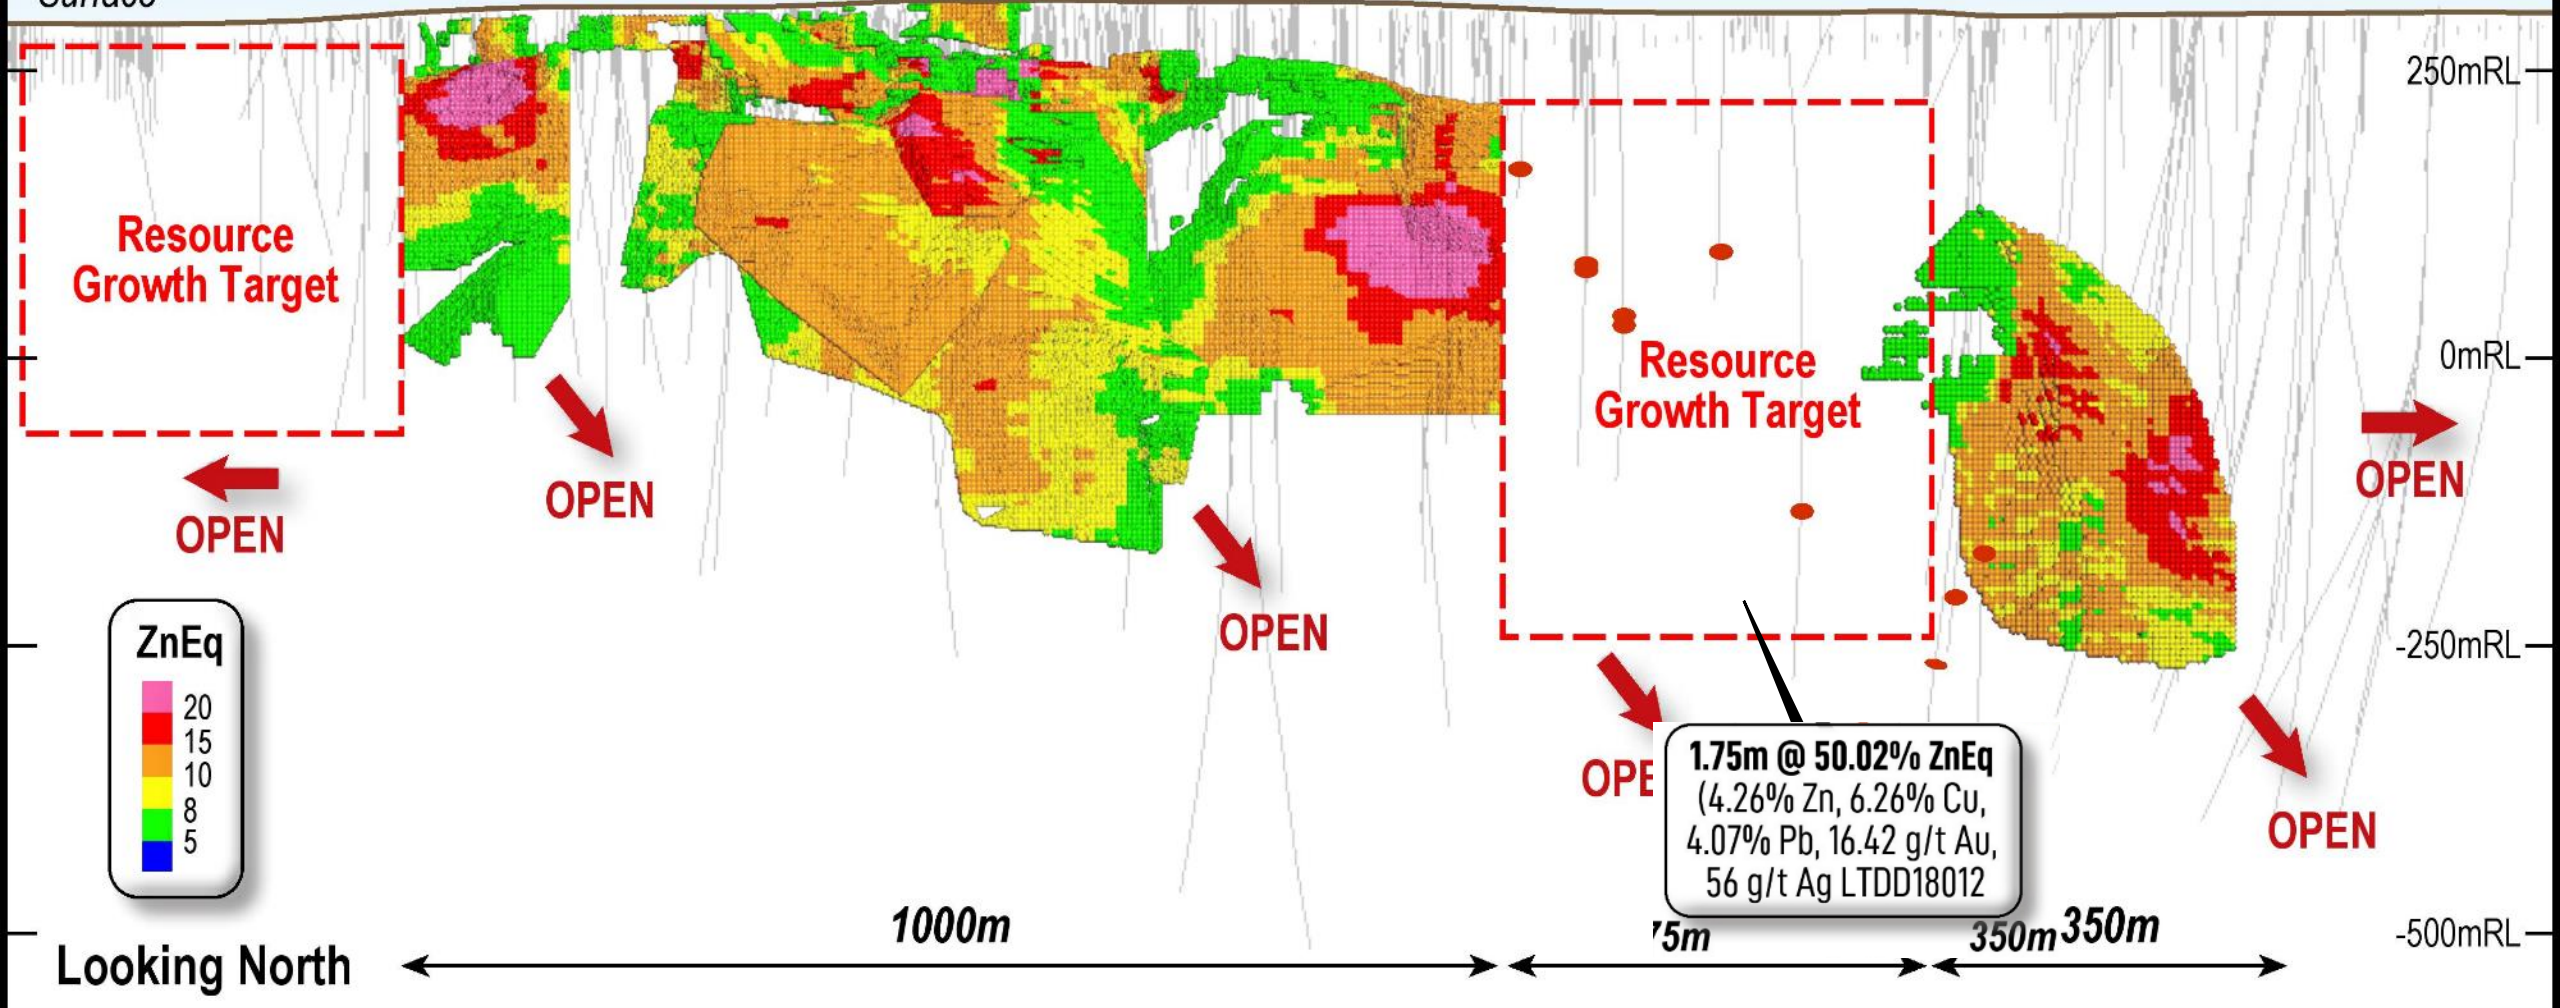 250mRL
Resource
Growth Target
0mRL
Resource
Growth Target
OPEN
OPEN
OPEN
OPEN
-250mRL
ZnEq
20
15
10
8
5
OPE
1.75m @ 50.02% ZnEq
(4.26% Zn, 6.26% Cu,
4.07% Pb, 16.42 g/t Au,
56 g/t Ag LTDD18012
OPEN
1000m
75m
350m
350m
-500mRL
Looking North